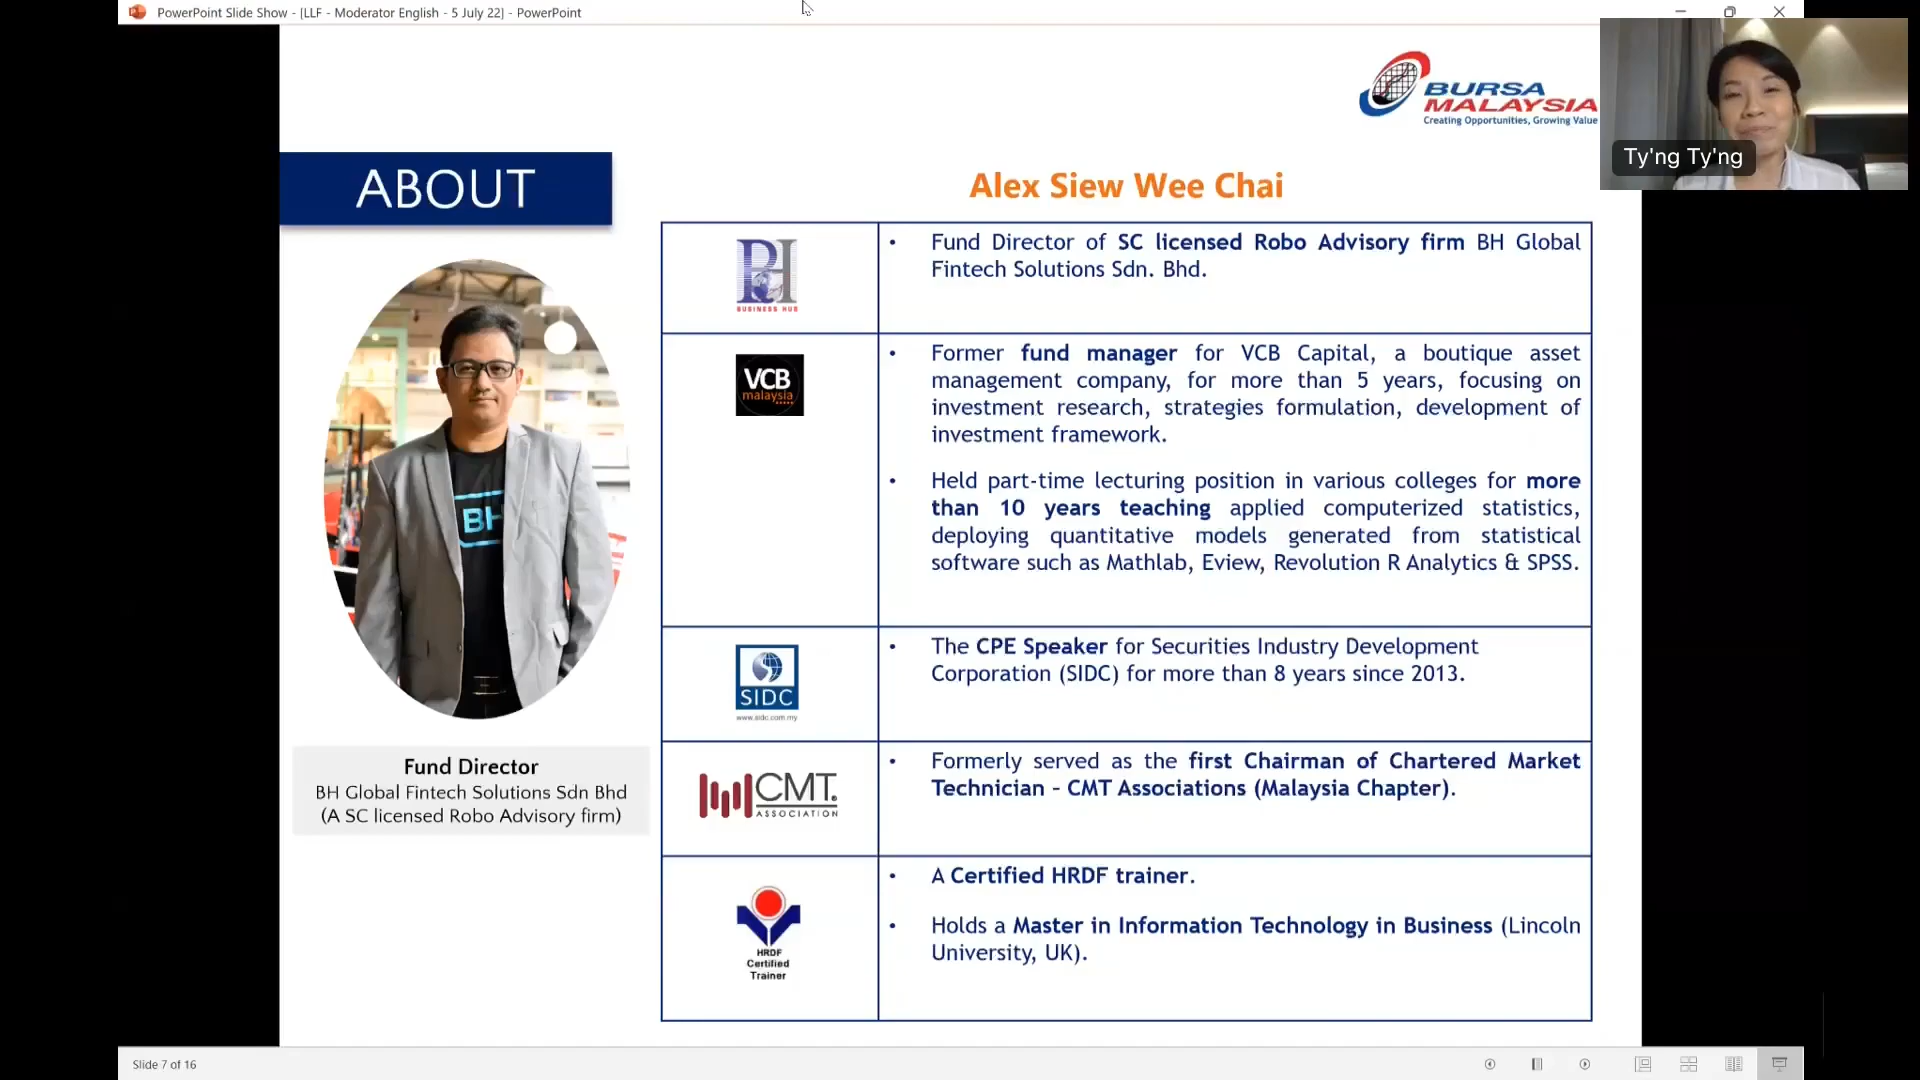 PowerPoint Slide Show - [LLF - Moderator English - 5 July 22] - PowerPoint
BURSA
MALAYSIA
Creating Opportunities, Growing Value
Ty'ng Ty'ng
ABOUT
Alex Siew Wee Chai
BH
BUSINESS HUB
• Fund Director of SC licensed Robo Advisory firm BH Global
Fintech Solutions Sdn. Bhd.
VCB
malaysia
• Former fund manager for VCB Capital, a boutique asset
management company, for more than 5 years, focusing on
investment research, strategies formulation, development of
investment framework.
• Held part-time lecturing position in various colleges for more
than 10 years teaching applied computerized statistics,
deploying quantitative models generated from statistical
software such as Mathlab, Eview, Revolution R Analytics & SPSS.
BH
SIDC
www.sidc.com.my
• The CPE Speaker for Securities Industry Development
Corporation (SIDC) for more than 8 years since 2013.
Fund Director
BH Global Fintech Solutions Sdn Bhd
(A SC licensed Robo Advisory firm)
CMT.
ASSOCIATION
• Formerly served as the first Chairman of Chartered Market
Technician – CMT Associations (Malaysia Chapter).
HRDF
Certified
Trainer
• A Certified HRDF trainer.
• Holds a Master in Information Technology in Business (Lincoln
University, UK).
Slide 7 of 16